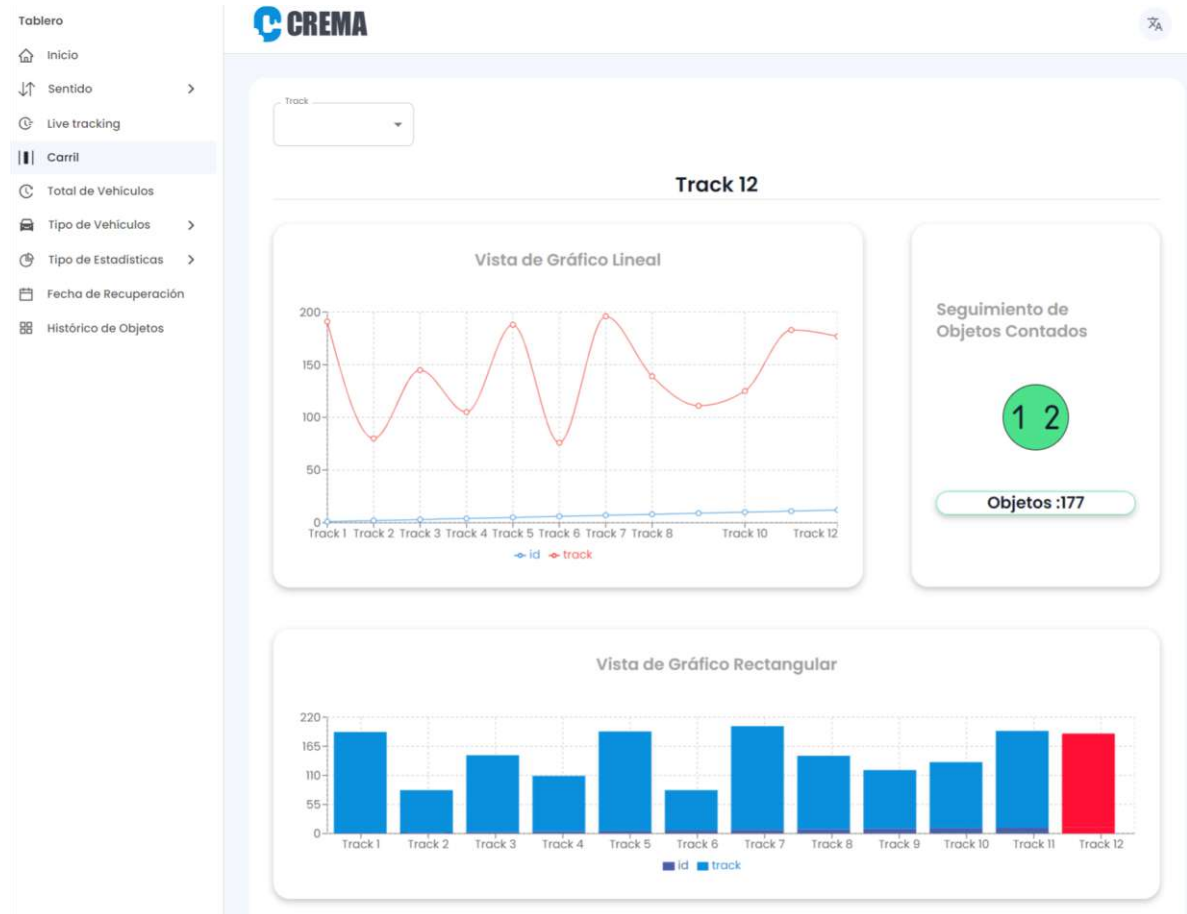 Tablero
Inicio
Sentido
Live tracking
Carril
Total de Vehiculos
Tipo de Vehiculos
Tipo de Estadísticas
Fecha de Recuperación
Histórico de Objetos
CREMA
Track
Track 12
Vista de Gráfico Lineal
200
150
100
50
0
Track 1 Track 2 Track 3 Track 4 Track 5 Track 6 Track 7 Track 8 Track 10 Track 12
id track
Seguimiento de
Objetos Contados
1 2
Objetos :177
Vista de Gráfico Rectangular
220
165
110
55
0
Track 1 Track 2 Track 3 Track 4 Track 5 Track 6 Track 7 Track 8 Track 9 Track 10 Track 11 Track 12
id track